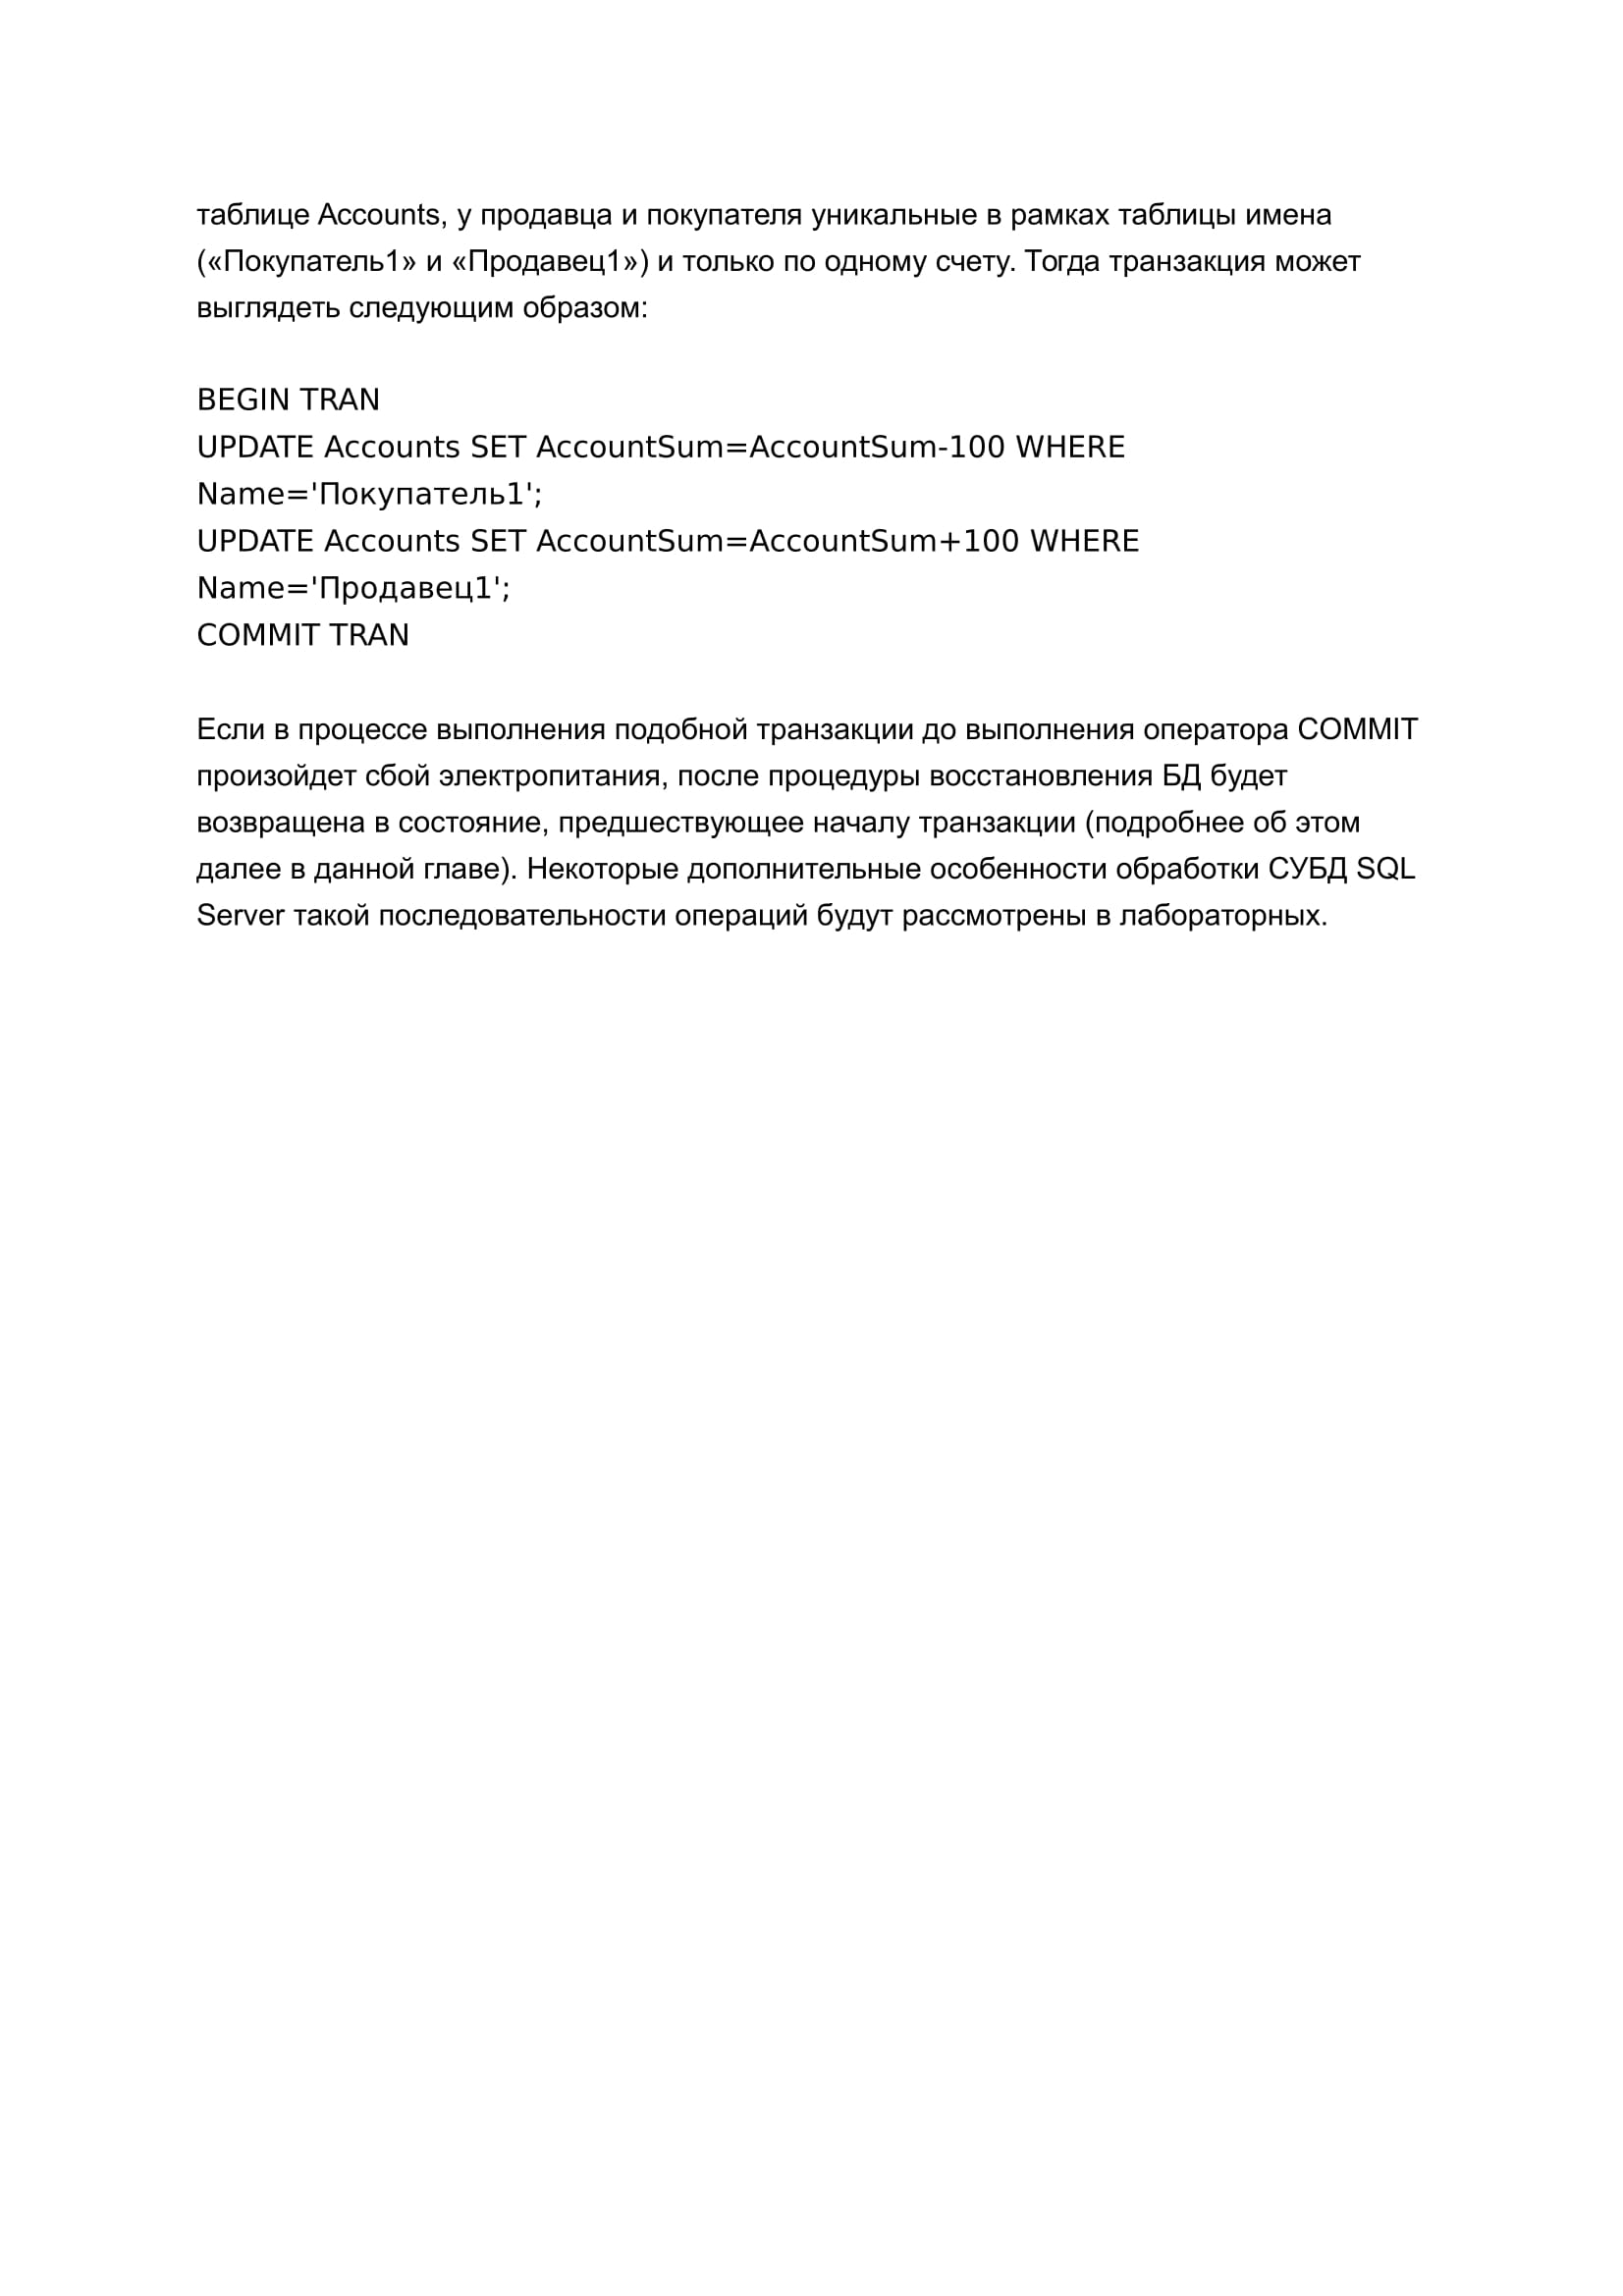 таблице Accounts, у продавца и покупателя уникальные в рамках таблицы имена
(«Покупатель1» и «Продавец1») и только по одному счету. Тогда транзакция может
выглядеть следующим образом:
BEGIN TRAN
UPDATE Accounts SET AccountSum=AccountSum-100 WHERE
Name='Покупатель1';
UPDATE Accounts SET AccountSum=AccountSum+100 WHERE
Name='Продавец1';
COMMIT TRAN
Если в процессе выполнения подобной транзакции до выполнения оператора COMMIT
произойдет сбой электропитания, после процедуры восстановления БД будет
возвращена в состояние, предшествующее началу транзакции (подробнее об этом
далее в данной главе). Некоторые дополнительные особенности обработки СУБД SQL
Server такой последовательности операций будут рассмотрены в лабораторных.